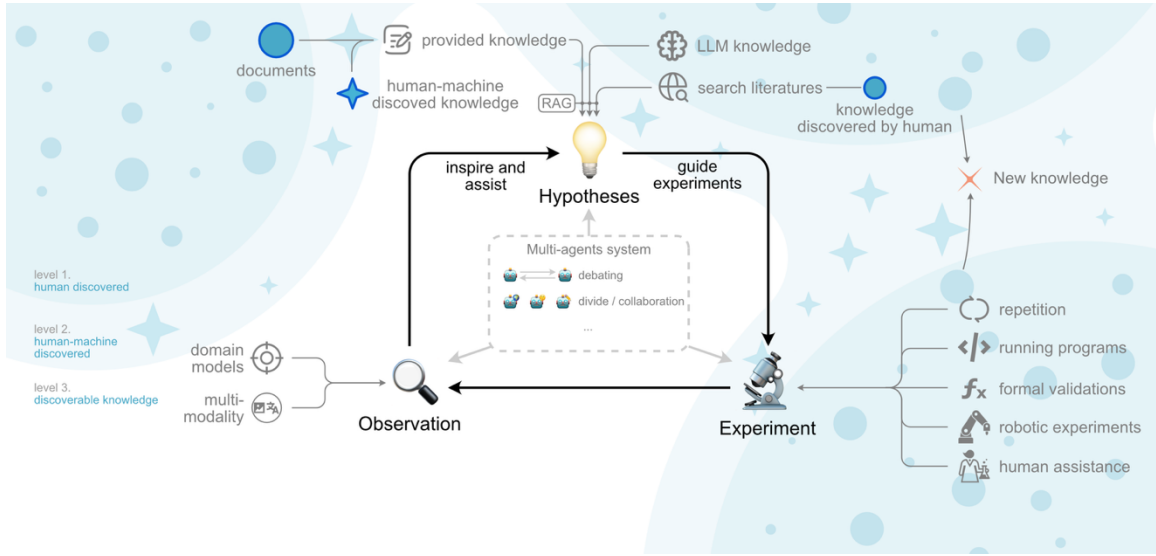 documents
provided knowledge
human-machine
discoved knowledge
LLM knowledge
search literatures
knowledge
discovered by human
RAG
inspire and
assist
Hypotheses
guide
experiments
New knowledge
Multi-agents system
debating
divide / collaboration
...
level 1.
human discovered
level 2.
human-machine
discovered
level 3.
discoverable knowledge
domain
models
multi-
modality
Observation
Experiment
repetition
running programs
formal validations
robotic experiments
human assistance